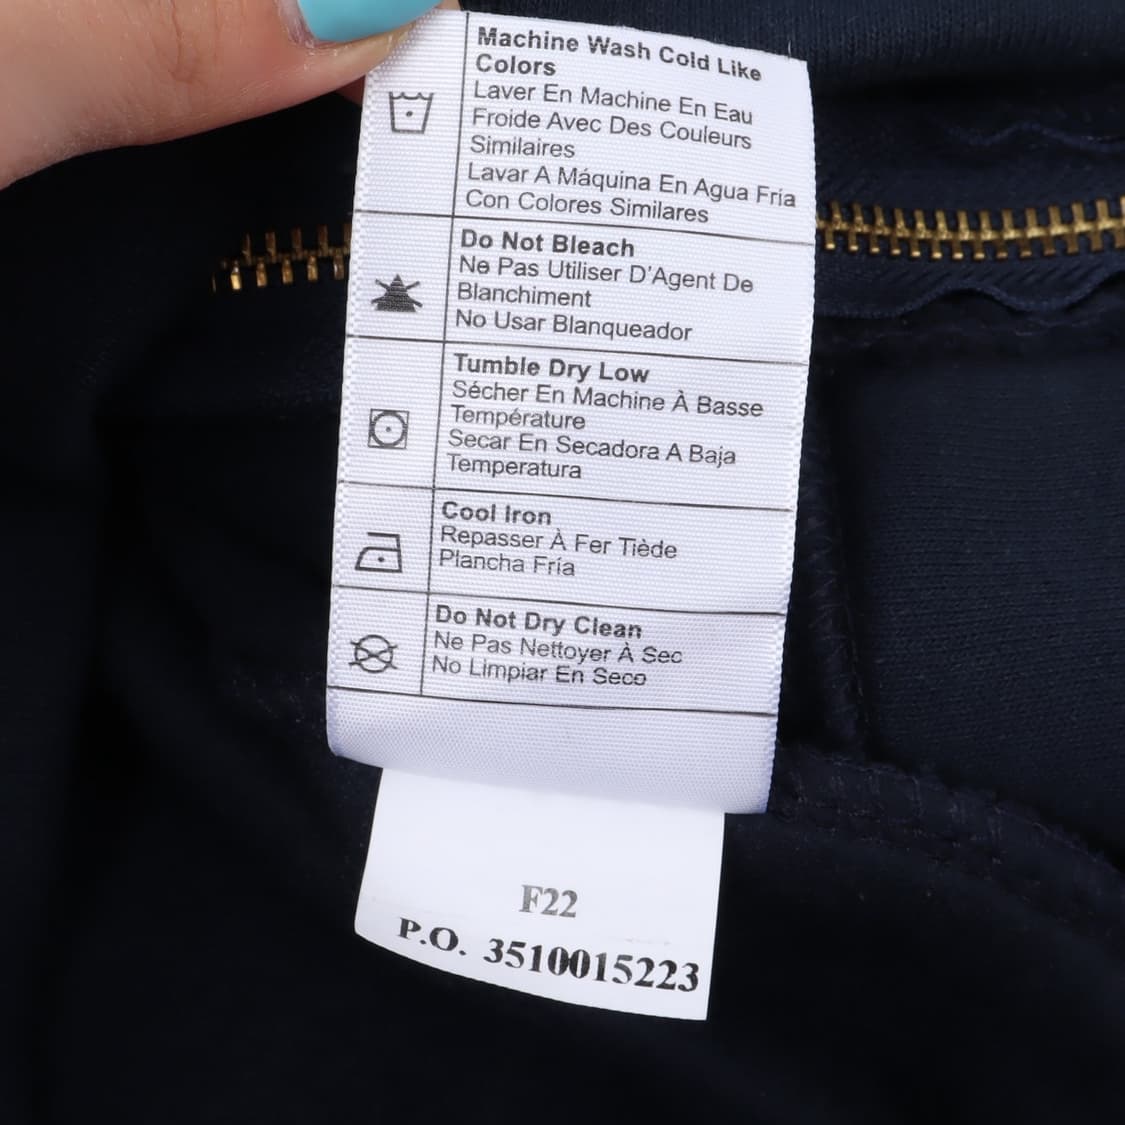 Machine Wash Cold Like
Colors
Laver En Machine En Eau
Froide Avec Des Couleurs
Similaires
Lavar A Máquina En Agua Fría
Con Colores Similares
Do Not Bleach
Ne Pas Utiliser D'Agent De
Blanchiment
No Usar Blanqueador
Tumble Dry Low
Sécher En Machine À Basse
Température
Secar En Secadora A Baja
Temperatura
Cool Iron
Repasser À Fer Tiède
Plancha Fría
Do Not Dry Clean
Ne Pas Nettoyer À Sec
No Limpiar En Seco
F22
P.O. 3510015223